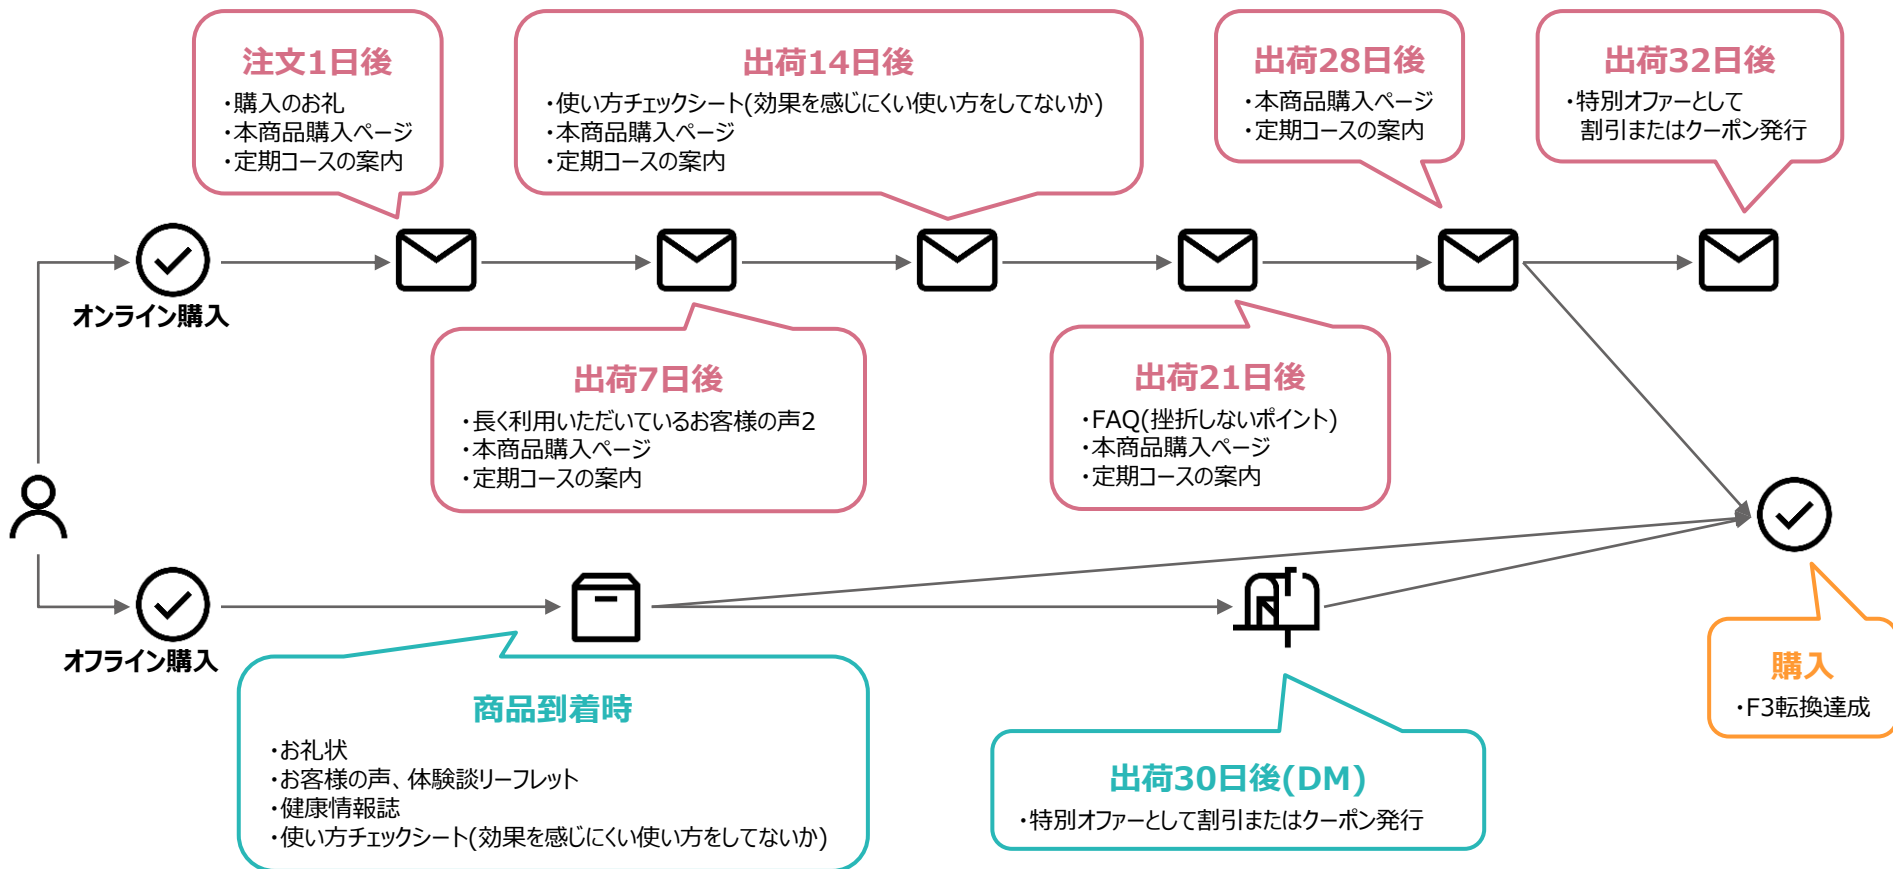 注文1日後
・購入のお礼
・本商品購入ページ
・定期コースの案内
出荷14日後
・使い方チェックシート(効果を感じにくい使い方をしてないか)
・本商品購入ページ
・定期コースの案内
出荷28日後
・本商品購入ページ
・定期コースの案内
出荷32日後
・特別オファーとして
割引またはクーポン発行
オンライン購入
出荷7日後
・長く利用いただいているお客様の声2
・本商品購入ページ
・定期コースの案内
出荷21日後
・FAQ(挫折しないポイント)
・本商品購入ページ
・定期コースの案内
オフライン購入
商品到着時
・お礼状
・お客様の声、体験談リーフレット
・健康情報誌
・使い方チェックシート(効果を感じにくい使い方をしてないか)
出荷30日後(DM)
・特別オファーとして割引またはクーポン発行
購入
・F3転換達成